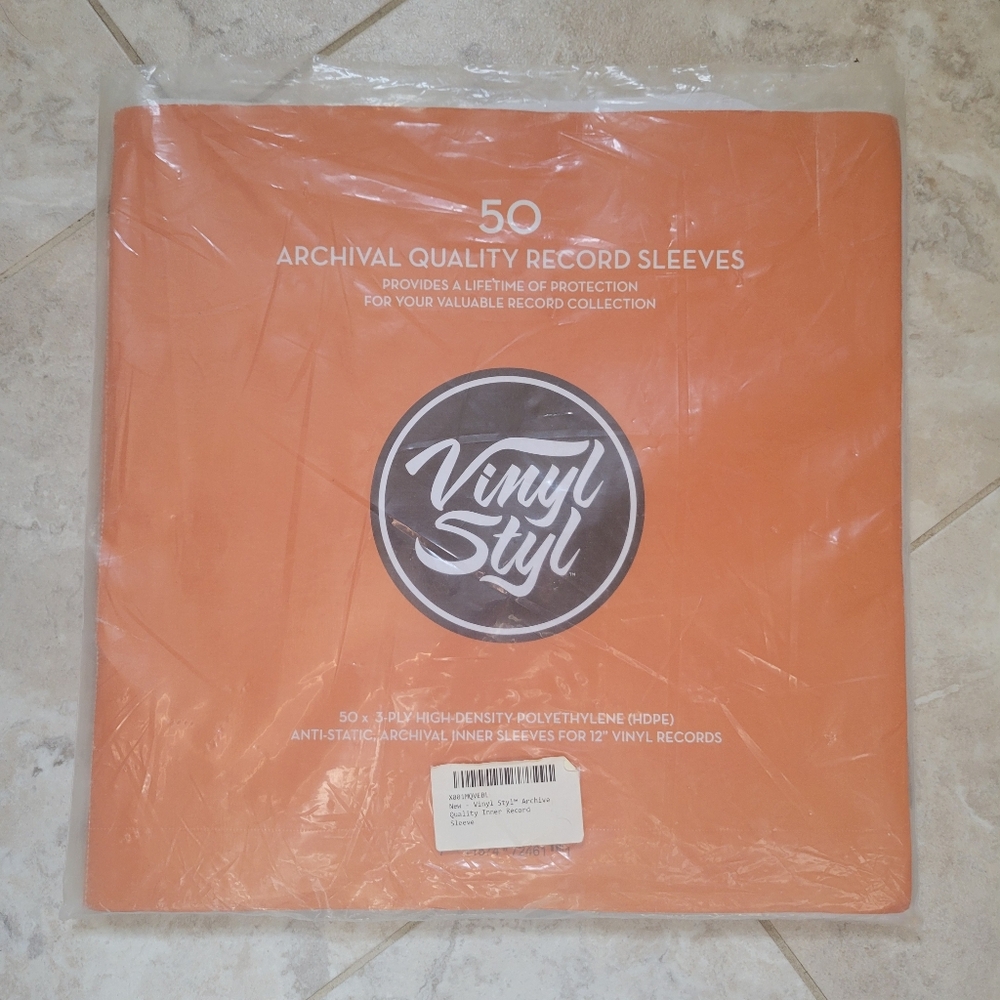 50
ARCHIVAL QUALITY RECORD SLEEVES
PROVIDES A LIFETIME OF PROTECTION
FOR YOUR VALUABLE RECORD COLLECTION
Vinyl
Styl™
50 x 3-PLY HIGH-DENSITY POLYETHYLENE (HDPE)
ANTI-STATIC, ARCHIVAL INNER SLEEVES FOR 12" VINYL RECORDS
New - Vinyl Styl™ Archive
Quality Inner Record
Sleeve